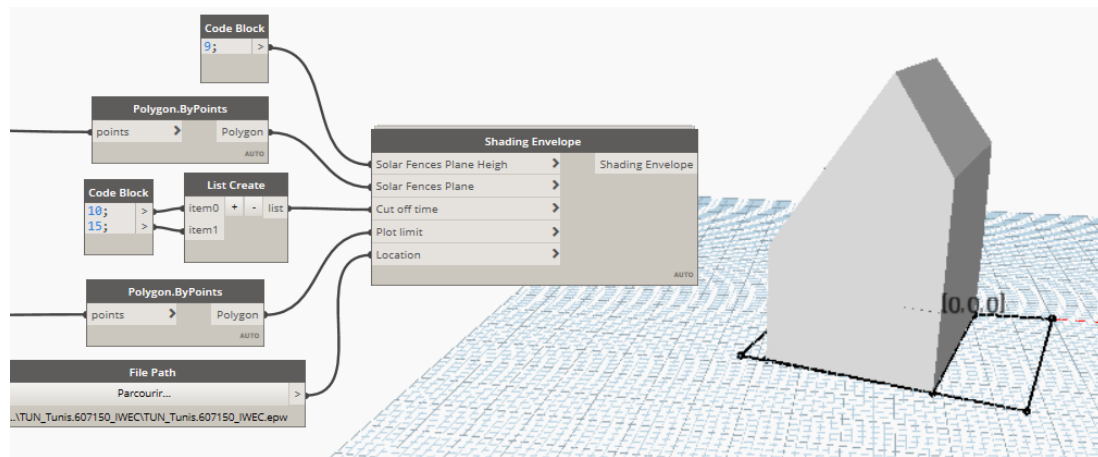 Code Block
9;
>
Polygon.ByPoints
points
>
Polygon
AUTO
Code Block
10;
>
15;
>
List Create
item0
+
-
list
item1
Shading Envelope
Solar Fences Plane Heigh
>
Shading Envelope
Solar Fences Plane
>
Cut off time
>
Plot limit
>
Location
>
AUTO
Polygon.ByPoints
points
>
Polygon
AUTO
File Path
Parcourir...
>
..\TUN_Tunis.607150_IWEC\TUN_Tunis.607150_IWEC.epw
(0,0,0)